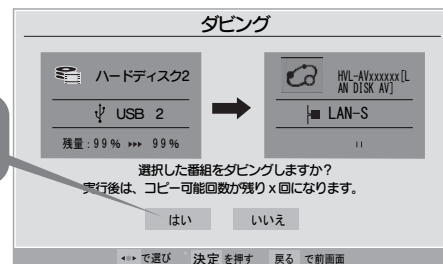 ダビング
ハードディスク2
USB 2
残量:99% ▸▸▸ 99%
HVL-AVxxxxxx[L
AN DISK AV]
LAN-S
選択した番組をダビングしますか?
実行後は、コピー可能回数が残りx回になります。
はい
いいえ
で選び 決定 を押す 戻る で前画面